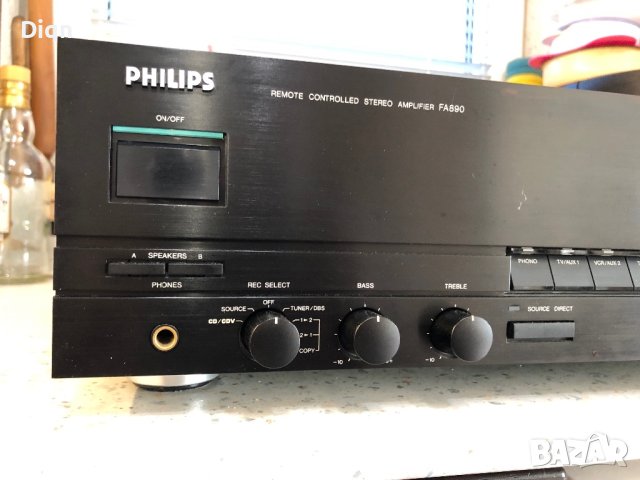 Dion
PHILIPS
REMOTE CONTROLLED STEREO AMPLIFIER FA890
ON/OFF
A SPEAKERS B
PHONES
REC SELECT
OFF
SOURCE
TUNER/DBS
CD/CDV
1 ▸ 2
2 ▸ 1
COPY
BASS
-10
10
TREBLE
-10
10
PHONO
TV/AUX 1
VCR/AUX 2
SOURCE DIRECT
BAZAR